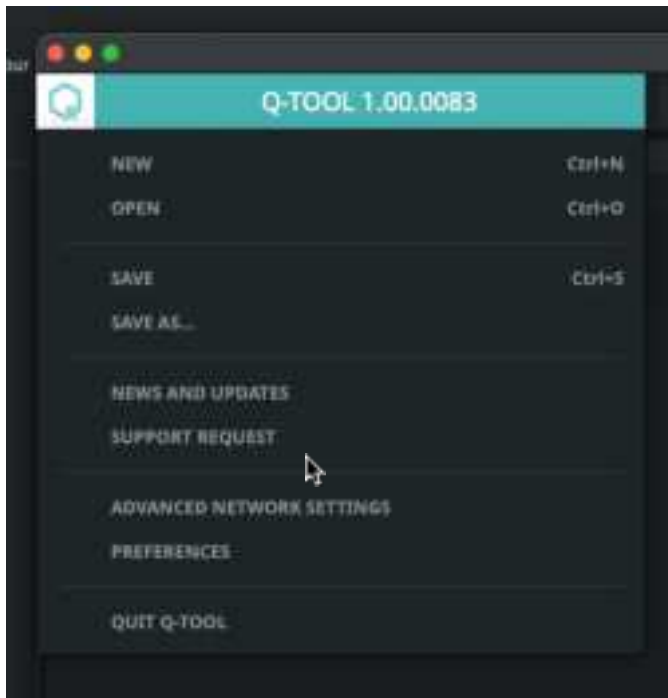 our
Q-TOOL 1.00.0083
NEW Ctrl+N
OPEN Ctrl+O
SAVE Ctrl+S
SAVE AS...
NEWS AND UPDATES
SUPPORT REQUEST
ADVANCED NETWORK SETTINGS
PREFERENCES
QUIT Q-TOOL